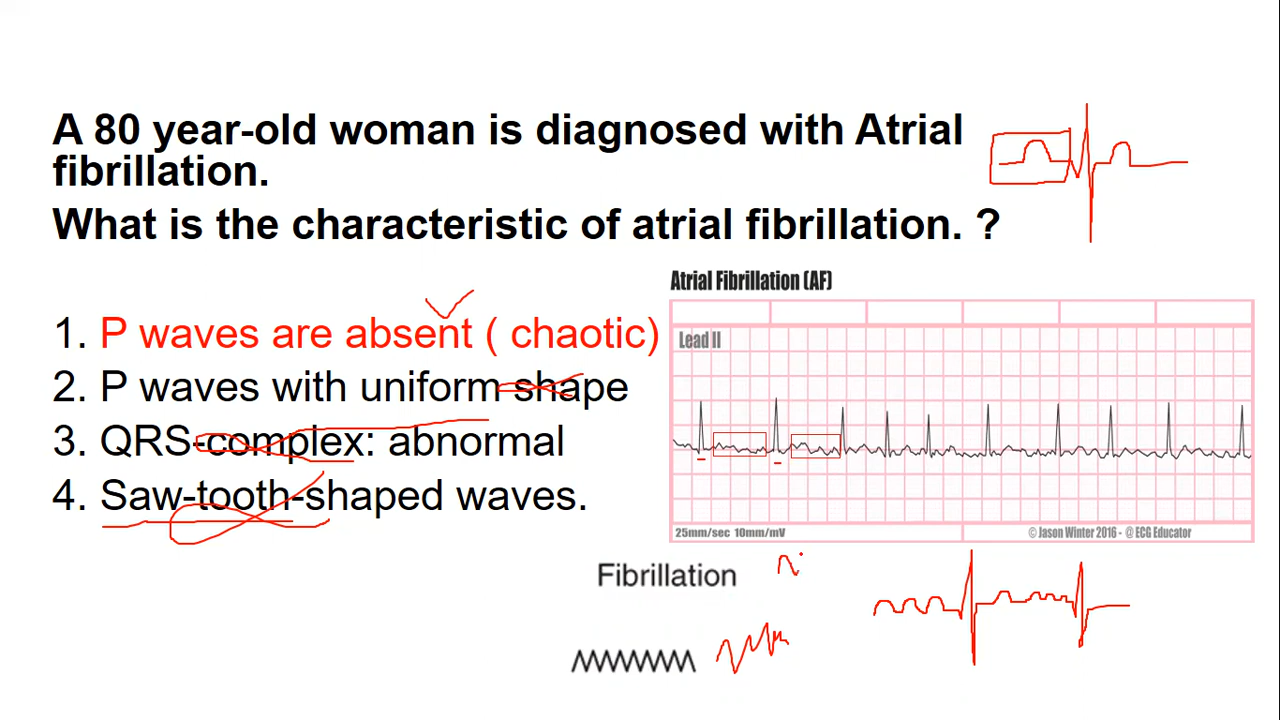 A 80 year-old woman is diagnosed with Atrial
fibrillation.
What is the characteristic of atrial fibrillation. ?
Atrial Fibrillation (AF)
1. P waves are absent ( chaotic)
Lead II
2. P waves with uniform shape
3. QRS-complex: abnormal
4. Saw-tooth-shaped waves.
25mm/sec 10mm/mV
© Jason Winter 2016 - @ ECG Educator
Fibrillation